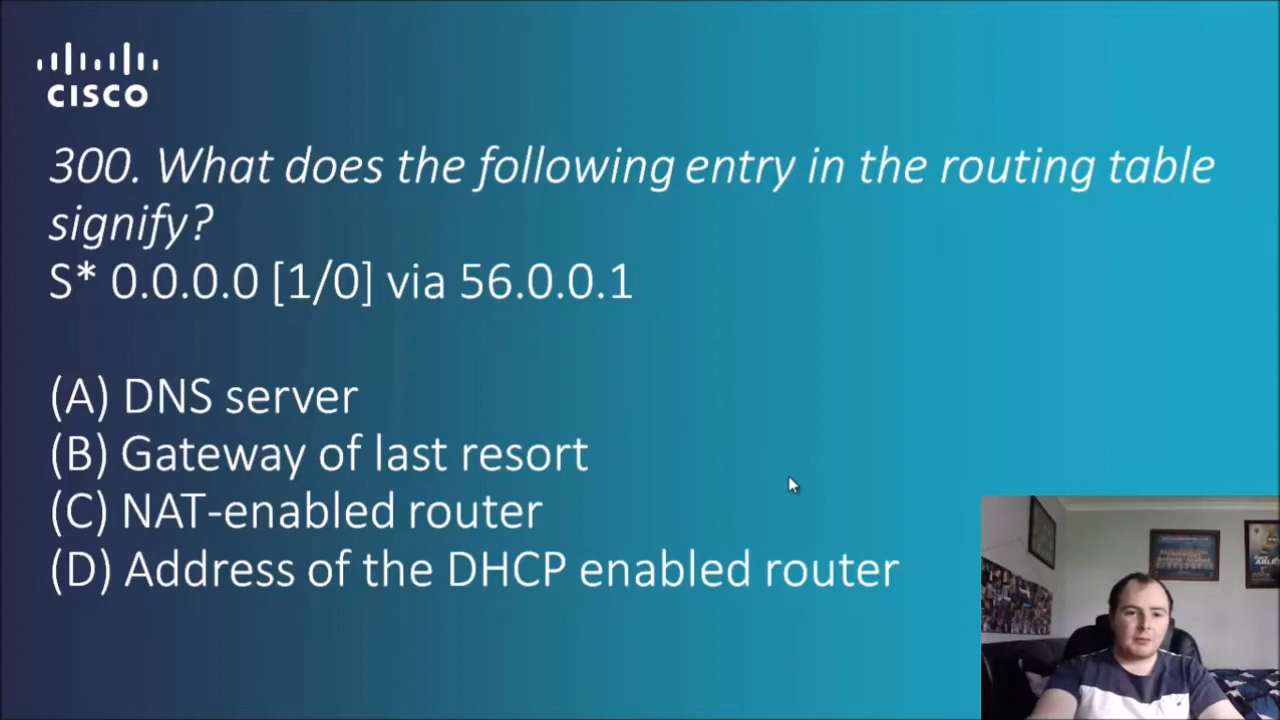 CISCO
300. What does the following entry in the routing table
signify?
S* 0.0.0.0 [1/0] via 56.0.0.1
(A) DNS server
(B) Gateway of last resort
(C) NAT-enabled router
(D) Address of the DHCP enabled router